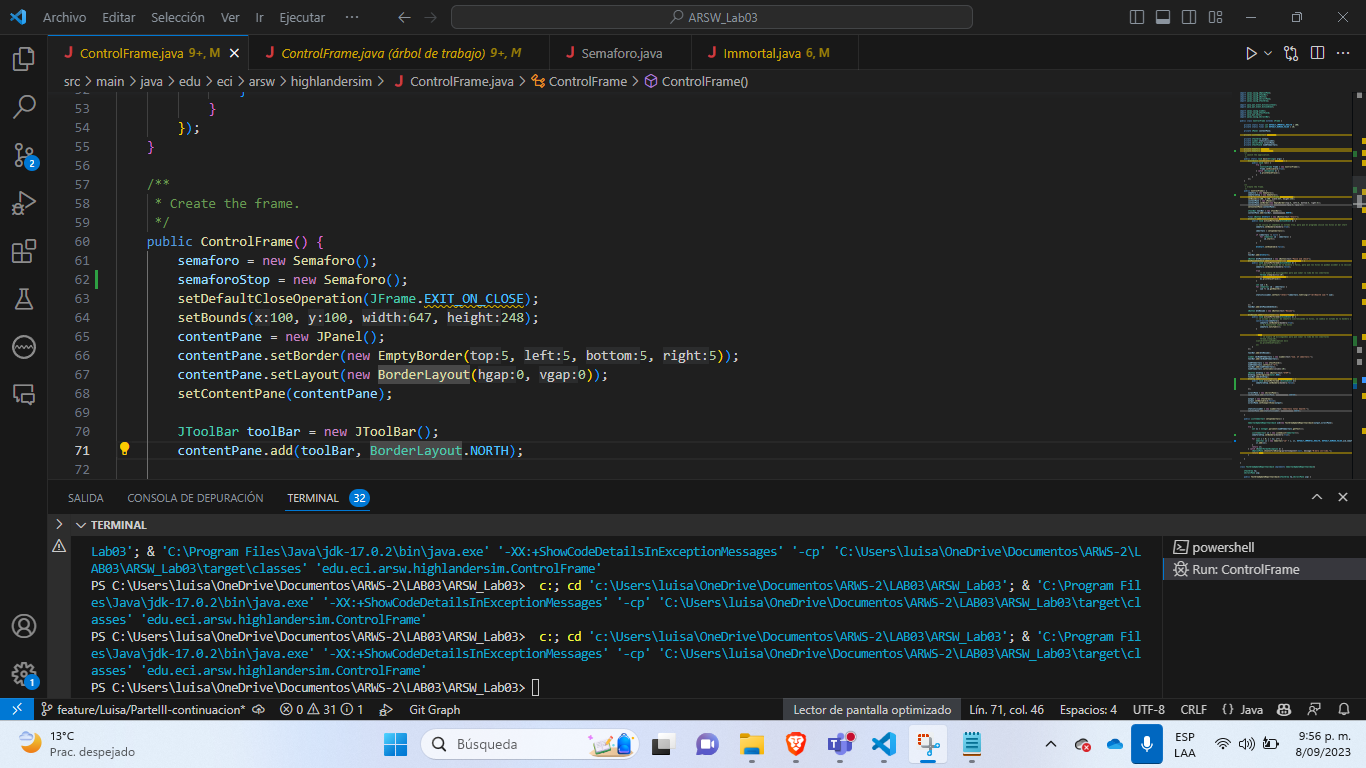 Archivo Editar Selección Ver Ir Ejecutar ··· ARSW_Lab03
ControlFrame.java 9+, M ControlFrame.java (árbol de trabajo) 9+, M Semaforo.java Immortal.java 6, M
src > main > java > edu > eci > arsw > highlandersim > ControlFrame.java > ControlFrame > ControlFrame()
52 }
53 }
54 });
55 }
56
57 /**
58 * Create the frame.
59 */
60 public ControlFrame() {
61 semaforo = new Semaforo();
62 semaforoStop = new Semaforo();
63 setDefaultCloseOperation(JFrame.EXIT_ON_CLOSE);
64 setBounds(x:100, y:100, width:647, height:248);
65 contentPane = new JPanel();
66 contentPane.setBorder(new EmptyBorder(top:5, left:5, bottom:5, right:5));
67 contentPane.setLayout(new BorderLayout(hgap:0, vgap:0));
68 setContentPane(contentPane);
69
70 JToolBar toolBar = new JToolBar();
71 contentPane.add(toolBar, BorderLayout.NORTH);
72
SALIDA CONSOLA DE DEPURACIÓN TERMINAL 32
TERMINAL
Lab03'; & 'C:\Program Files\Java\jdk-17.0.2\bin\java.exe' '-XX:+ShowCodeDetailsInExceptionMessages' '-cp' 'C:\Users\luisa\OneDrive\Documentos\ARWS-2\L
AB03\ARSW_Lab03\target\classes' 'edu.eci.arsw.highlandersim.ControlFrame'
PS C:\Users\luisa\OneDrive\Documentos\ARWS-2\LAB03\ARSW_Lab03> c:; cd 'c:\Users\luisa\OneDrive\Documentos\ARWS-2\LAB03\ARSW_Lab03'; & 'C:\Program Fil
es\Java\jdk-17.0.2\bin\java.exe' '-XX:+ShowCodeDetailsInExceptionMessages' '-cp' 'C:\Users\luisa\OneDrive\Documentos\ARWS-2\LAB03\ARSW_Lab03\target\cl
asses' 'edu.eci.arsw.highlandersim.ControlFrame'
PS C:\Users\luisa\OneDrive\Documentos\ARWS-2\LAB03\ARSW_Lab03> c:; cd 'c:\Users\luisa\OneDrive\Documentos\ARWS-2\LAB03\ARSW_Lab03'; & 'C:\Program Fil
es\Java\jdk-17.0.2\bin\java.exe' '-XX:+ShowCodeDetailsInExceptionMessages' '-cp' 'C:\Users\luisa\OneDrive\Documentos\ARWS-2\LAB03\ARSW_Lab03\target\cl
asses' 'edu.eci.arsw.highlandersim.ControlFrame'
PS C:\Users\luisa\OneDrive\Documentos\ARWS-2\LAB03\ARSW_Lab03>
powershell
Run: ControlFrame
2
1
feature/Luisa/ParteIII-continuacion* 0 31 1 Git Graph Lector de pantalla optimizado Lín. 71, col. 46 Espacios: 4 UTF-8 CRLF {} Java
13°C
Prac. despejado
Búsqueda
ESP
LAA
9:56 p. m.
8/09/2023